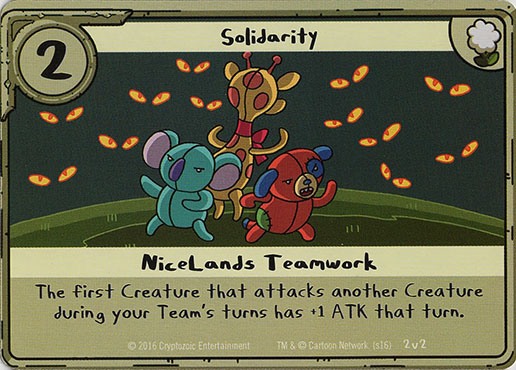 Solidarity
2
NiceLands Teamwork
The first Creature that attacks another Creature
during your Team's turns has +1 ATK that turn.
© 2016 Cryptozoic Entertainment TM & © Cartoon Network (s16) 2v2